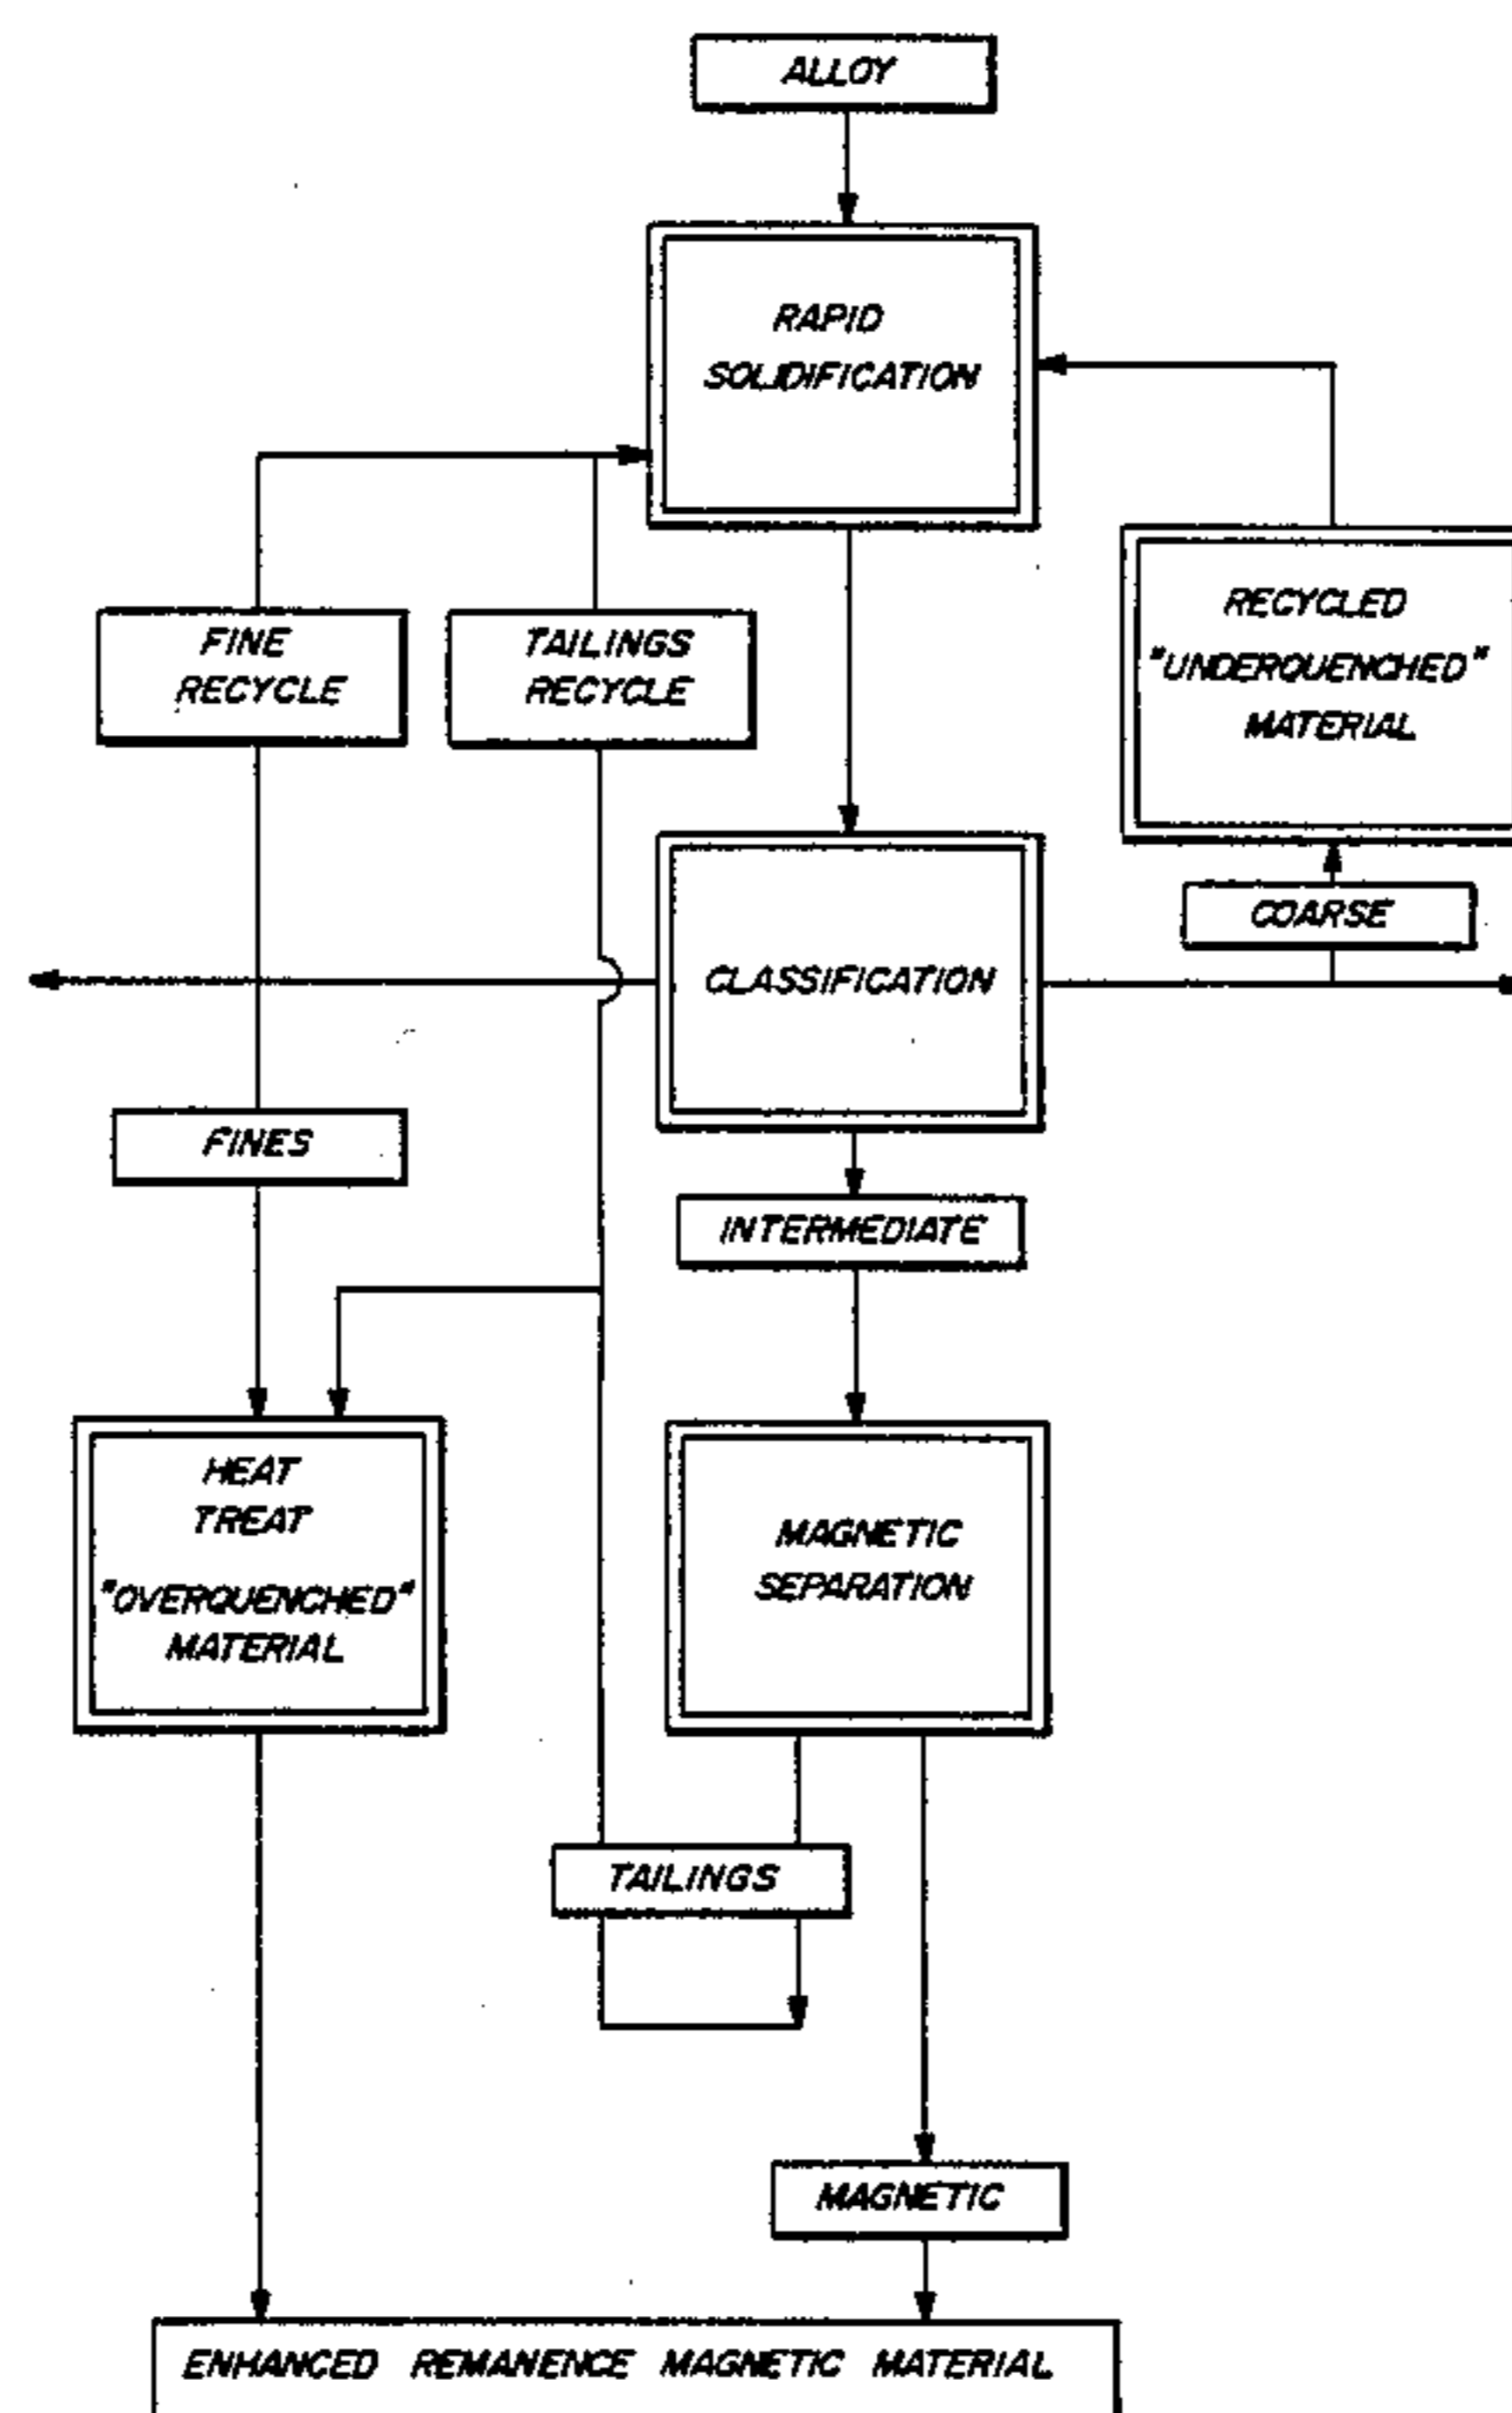 ALLOY
RAPID
SOLIDIFICATION
FINE
RECYCLE
TAILINGS
RECYCLE
RECYCLED
"UNDERQUENCHED"
MATERIAL
COARSE
CLASSIFICATION
FINES
INTERMEDIATE
HEAT
TREAT
"OVERQUENCHED"
MATERIAL
MAGNETIC
SEPARATION
TAILINGS
MAGNETIC
ENHANCED REMANENCE MAGNETIC MATERIAL